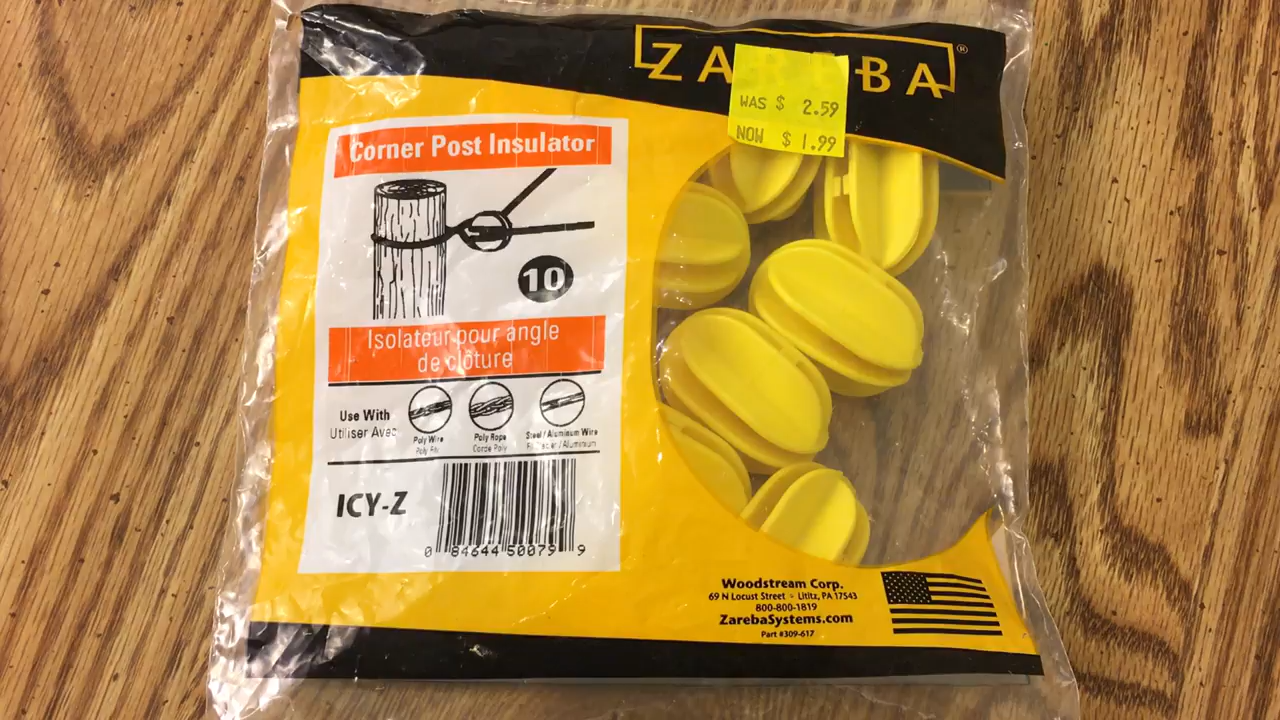 ZAREBA®
WAS $ 2.59
NOW $ 1.99
Corner Post Insulator
10
Isolateur pour angle
de clôture
Use With
Utiliser Avec
Poly Wire
Poly Rope
Corde Poly
Steel / Aluminum Wire
ICY-Z
0 84644 50079 9
Woodstream Corp.
69 N Locust Street • Lititz, PA 17543
800-800-1819
ZarebaSystems.com
Part #309-617